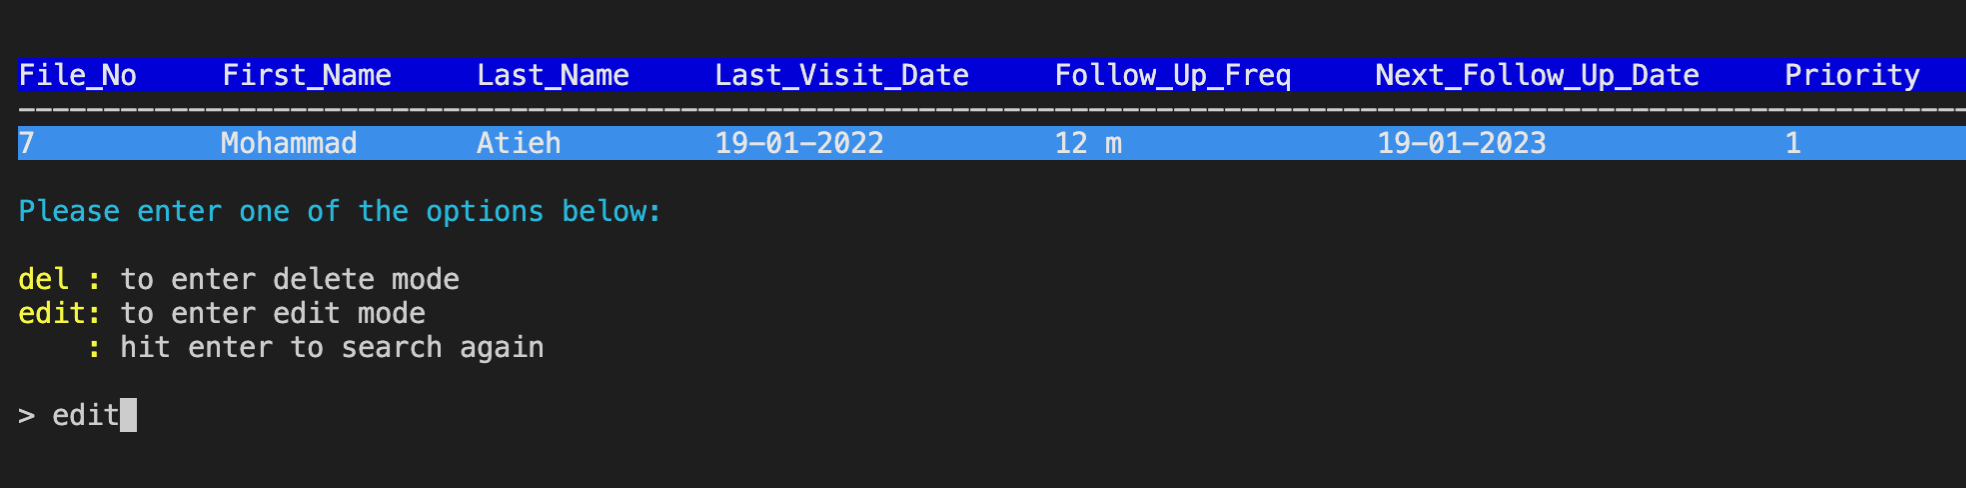 File_No First_Name Last_Name Last_Visit_Date Follow_Up_Freq Next_Follow_Up_Date Priority
7 Mohammad Atieh 19-01-2022 12 m 19-01-2023 1
Please enter one of the options below:
del : to enter delete mode
edit: to enter edit mode
: hit enter to search again
> edit